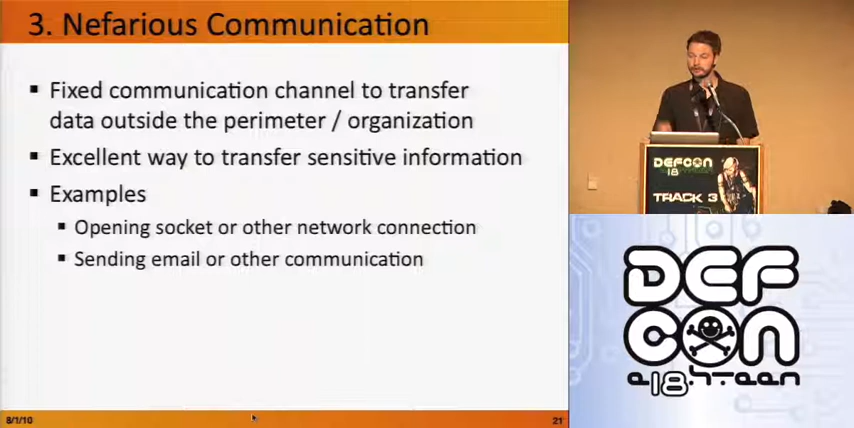 3. Nefarious Communication
▪ Fixed communication channel to transfer
data outside the perimeter / organization
▪ Excellent way to transfer sensitive information
▪ Examples
▪ Opening socket or other network connection
▪ Sending email or other communication
8/1/10
21
DEFCON
18
TRACK 3
DEF
CON
e18h.teen